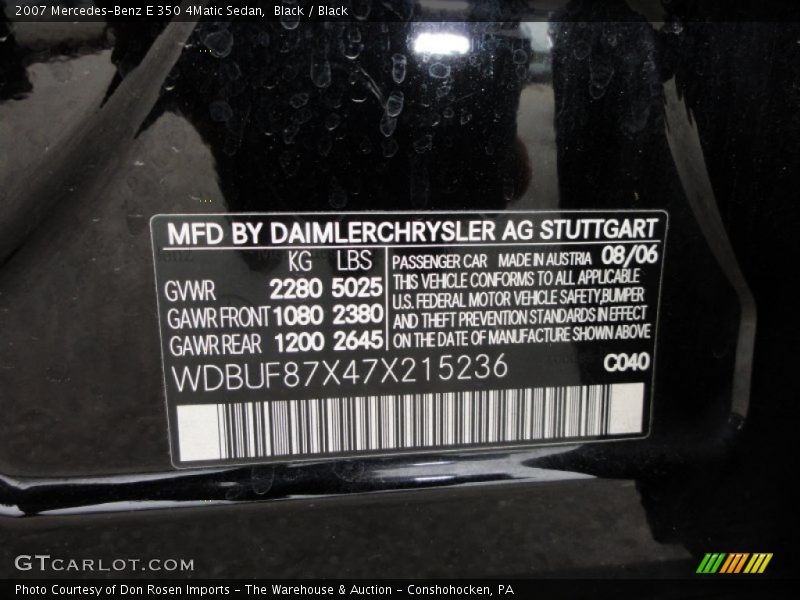 2007 Mercedes-Benz E 350 4Matic Sedan, Black / Black
MFD BY DAIMLERCHRYSLER AG STUTTGART
KG LBS
GVWR 2280 5025
GAWR FRONT 1080 2380
GAWR REAR 1200 2645
PASSENGER CAR MADE IN AUSTRIA 08/06
THIS VEHICLE CONFORMS TO ALL APPLICABLE
U.S. FEDERAL MOTOR VEHICLE SAFETY, BUMPER
AND THEFT PREVENTION STANDARDS IN EFFECT
ON THE DATE OF MANUFACTURE SHOWN ABOVE
WDBUF87X47X215236 C040
GTCARLOT.COM
Photo Courtesy of Don Rosen Imports - The Warehouse & Auction - Conshohocken, PA